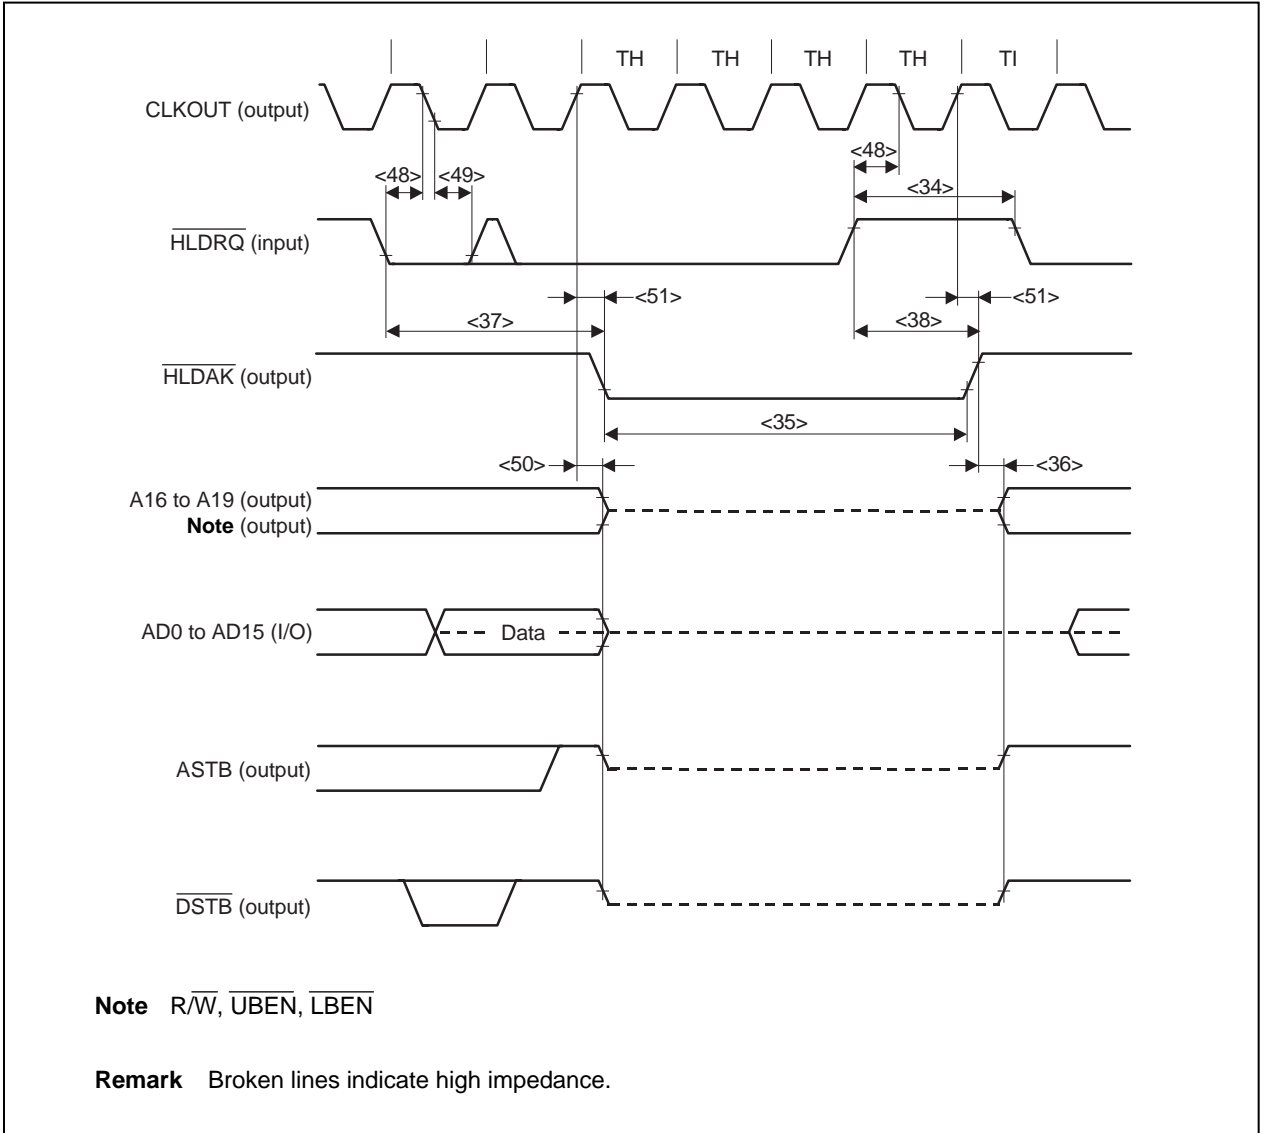 TH TH TH TH TI
CLKOUT (output)
<48>
<48> <49>
<34>
HLDRQ (input)
<51> <51>
<37> <38>
HLDAK (output)
<35>
<50> <36>
A16 to A19 (output)
Note (output)
AD0 to AD15 (I/O) Data
ASTB (output)
DSTB (output)
Note R/W, UBEN, LBEN
Remark Broken lines indicate high impedance.